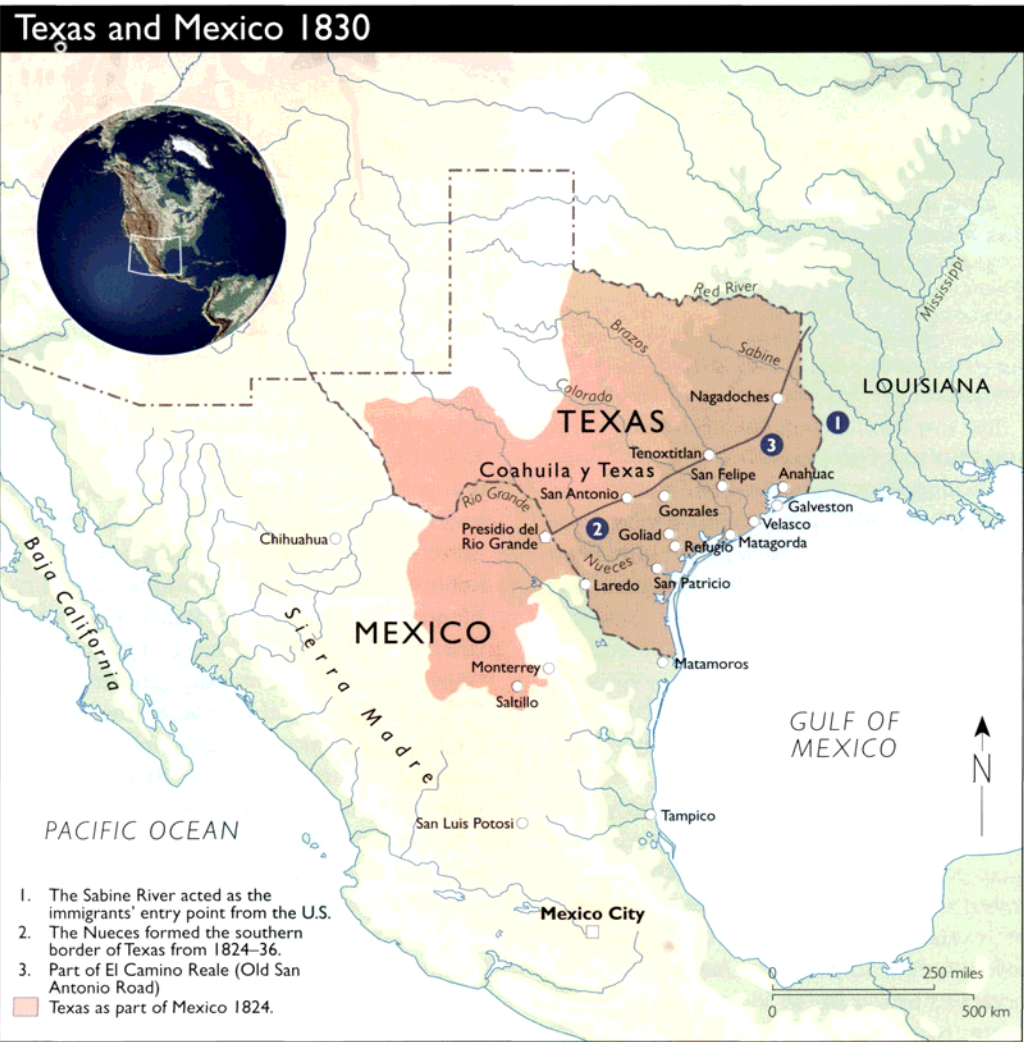 Texas and Mexico 1830
Red River
Mississippi
Brazos
Sabine
LOUISIANA
Colorado
Nagadoches
TEXAS
1
3
Tenoxtitlan
Coahuila y Texas
San Felipe
Anahuac
Rio Grande
San Antonio
Galveston
Gonzales
Velasco
Presidio del
Rio Grande
2
Goliad
Matagorda
Chihuahua
Refugio
Nueces
Laredo
San Patricio
Baja California
Sierra Madre
MEXICO
Monterrey
Matamoros
Saltillo
GULF OF
MEXICO
N
PACIFIC OCEAN
San Luis Potosi
Tampico
Mexico City
1. The Sabine River acted as the
immigrants' entry point from the U.S.
2. The Nueces formed the southern
border of Texas from 1824–36.
3. Part of El Camino Reale (Old San
Antonio Road)
Texas as part of Mexico 1824.
0 250 miles
0 500 km